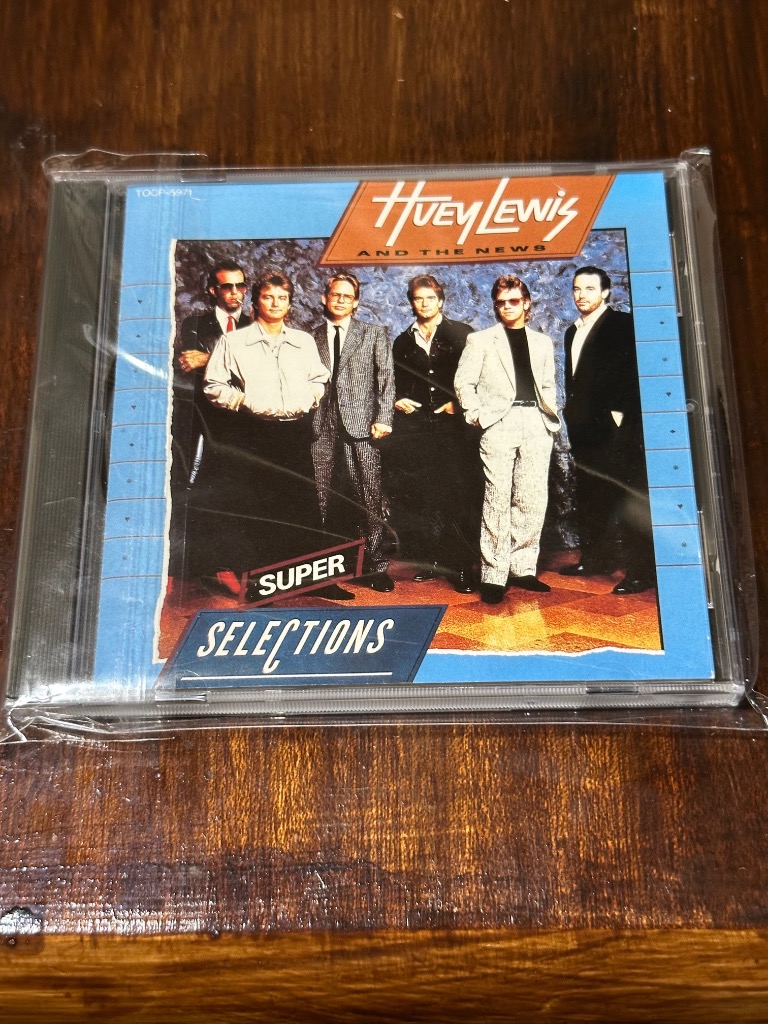 TOCP-5971
HUEY LEWIS
AND THE NEWS
SUPER
SELECTIONS